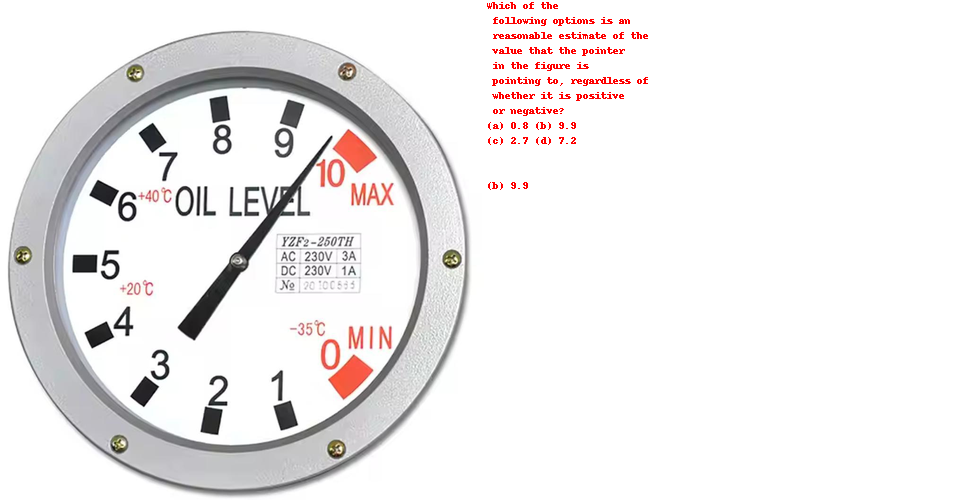 Which of the
following options is an
reasonable estimate of the
value that the pointer
in the figure is
pointing to, regardless of
whether it is positive
or negative?
(a) 0.8 (b) 9.9
(c) 2.7 (d) 7.2
(b) 9.9
8
9
7
10
6
+40℃
OIL LEVEL
MAX
5
YZF2-250TH
AC 230V 3A
DC 230V 1A
№
+20℃
4
-35℃
MIN
3
0
2
1